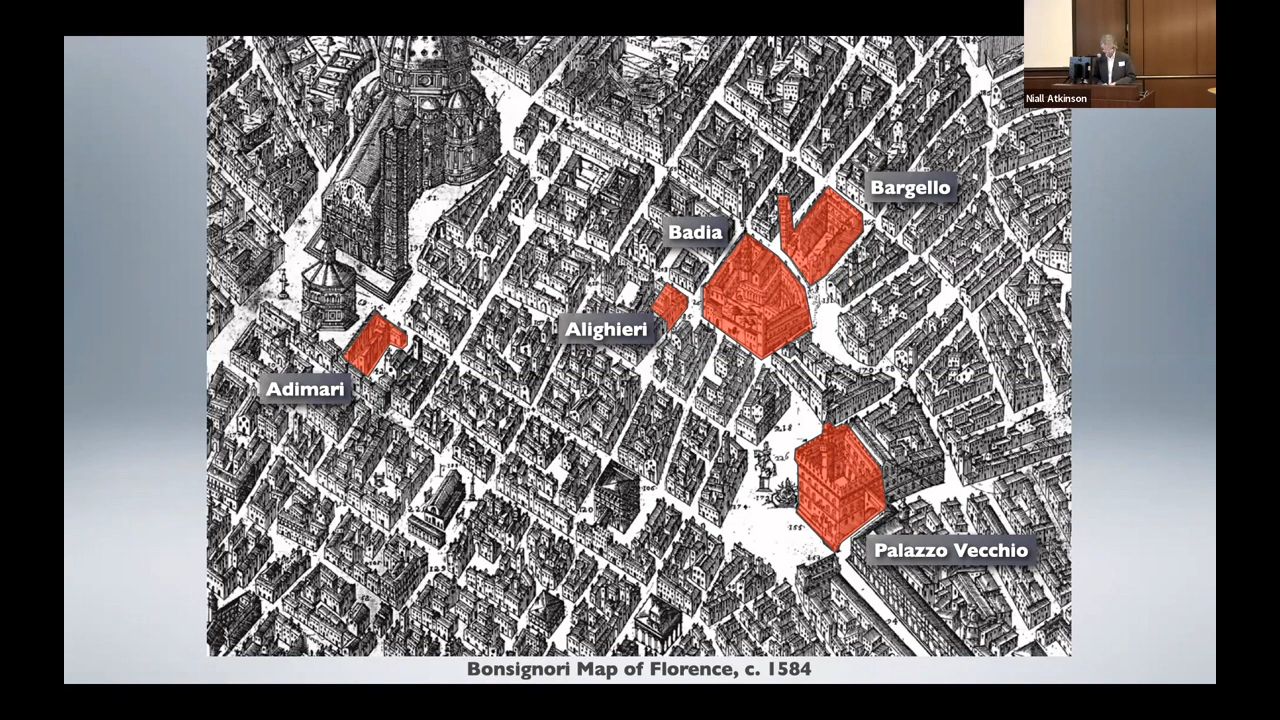 Niall Atkinson
Bargello
Badia
Alighieri
Adimari
Palazzo Vecchio
Bonsignori Map of Florence, c. 1584